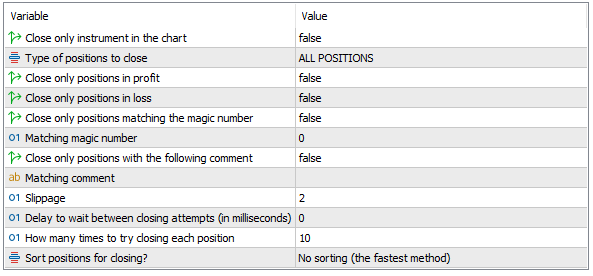 Variable Value
Close only instrument in the chart false
Type of positions to close ALL POSITIONS
Close only positions in profit false
Close only positions in loss false
Close only positions matching the magic number false
01 Matching magic number 0
Close only positions with the following comment false
ab Matching comment
01 Slippage 2
01 Delay to wait between closing attempts (in milliseconds) 0
01 How many times to try closing each position 10
Sort positions for closing? No sorting (the fastest method)